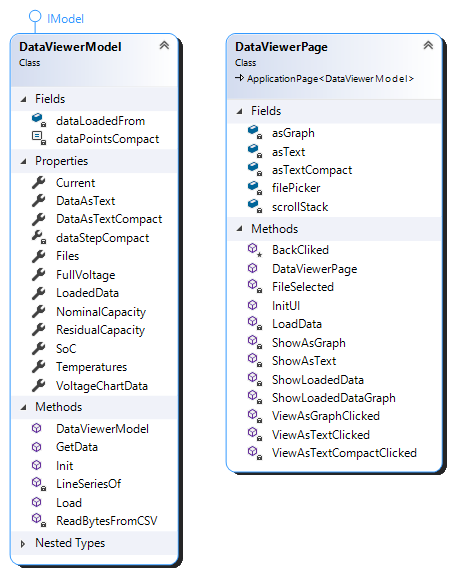 IModel
DataViewerModel
Class
Fields
dataLoadedFrom
dataPointsCompact
Properties
Current
DataAsText
DataAsTextCompact
dataStepCompact
Files
FullVoltage
LoadedData
NominalCapacity
ResidualCapacity
SoC
Temperatures
VoltageChartData
Methods
DataViewerModel
GetData
Init
LineSeriesOf
Load
ReadBytesFromCSV
Nested Types
DataViewerPage
Class
ApplicationPage<DataViewerModel>
Fields
asGraph
asText
asTextCompact
filePicker
scrollStack
Methods
BackCliked
DataViewerPage
FileSelected
InitUI
LoadData
ShowAsGraph
ShowAsText
ShowLoadedData
ShowLoadedDataGraph
ViewAsGraphClicked
ViewAsTextClicked
ViewAsTextCompactClicked